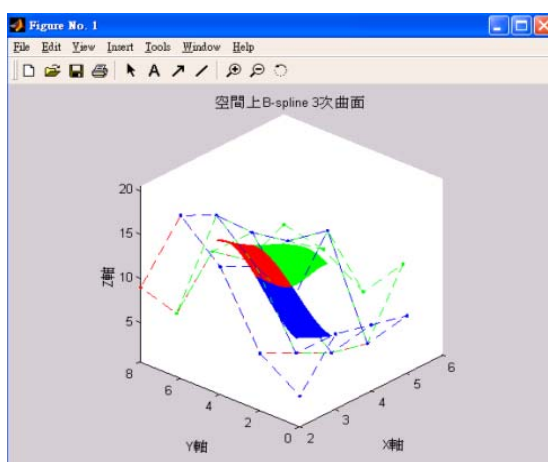 Figure No. 1
File Edit View Insert Tools Window Help
A
空間上B-spline 3次曲面
20
15
10
5
Z軸
8
6
4
2
0
Y軸
2
3
4
5
6
X軸